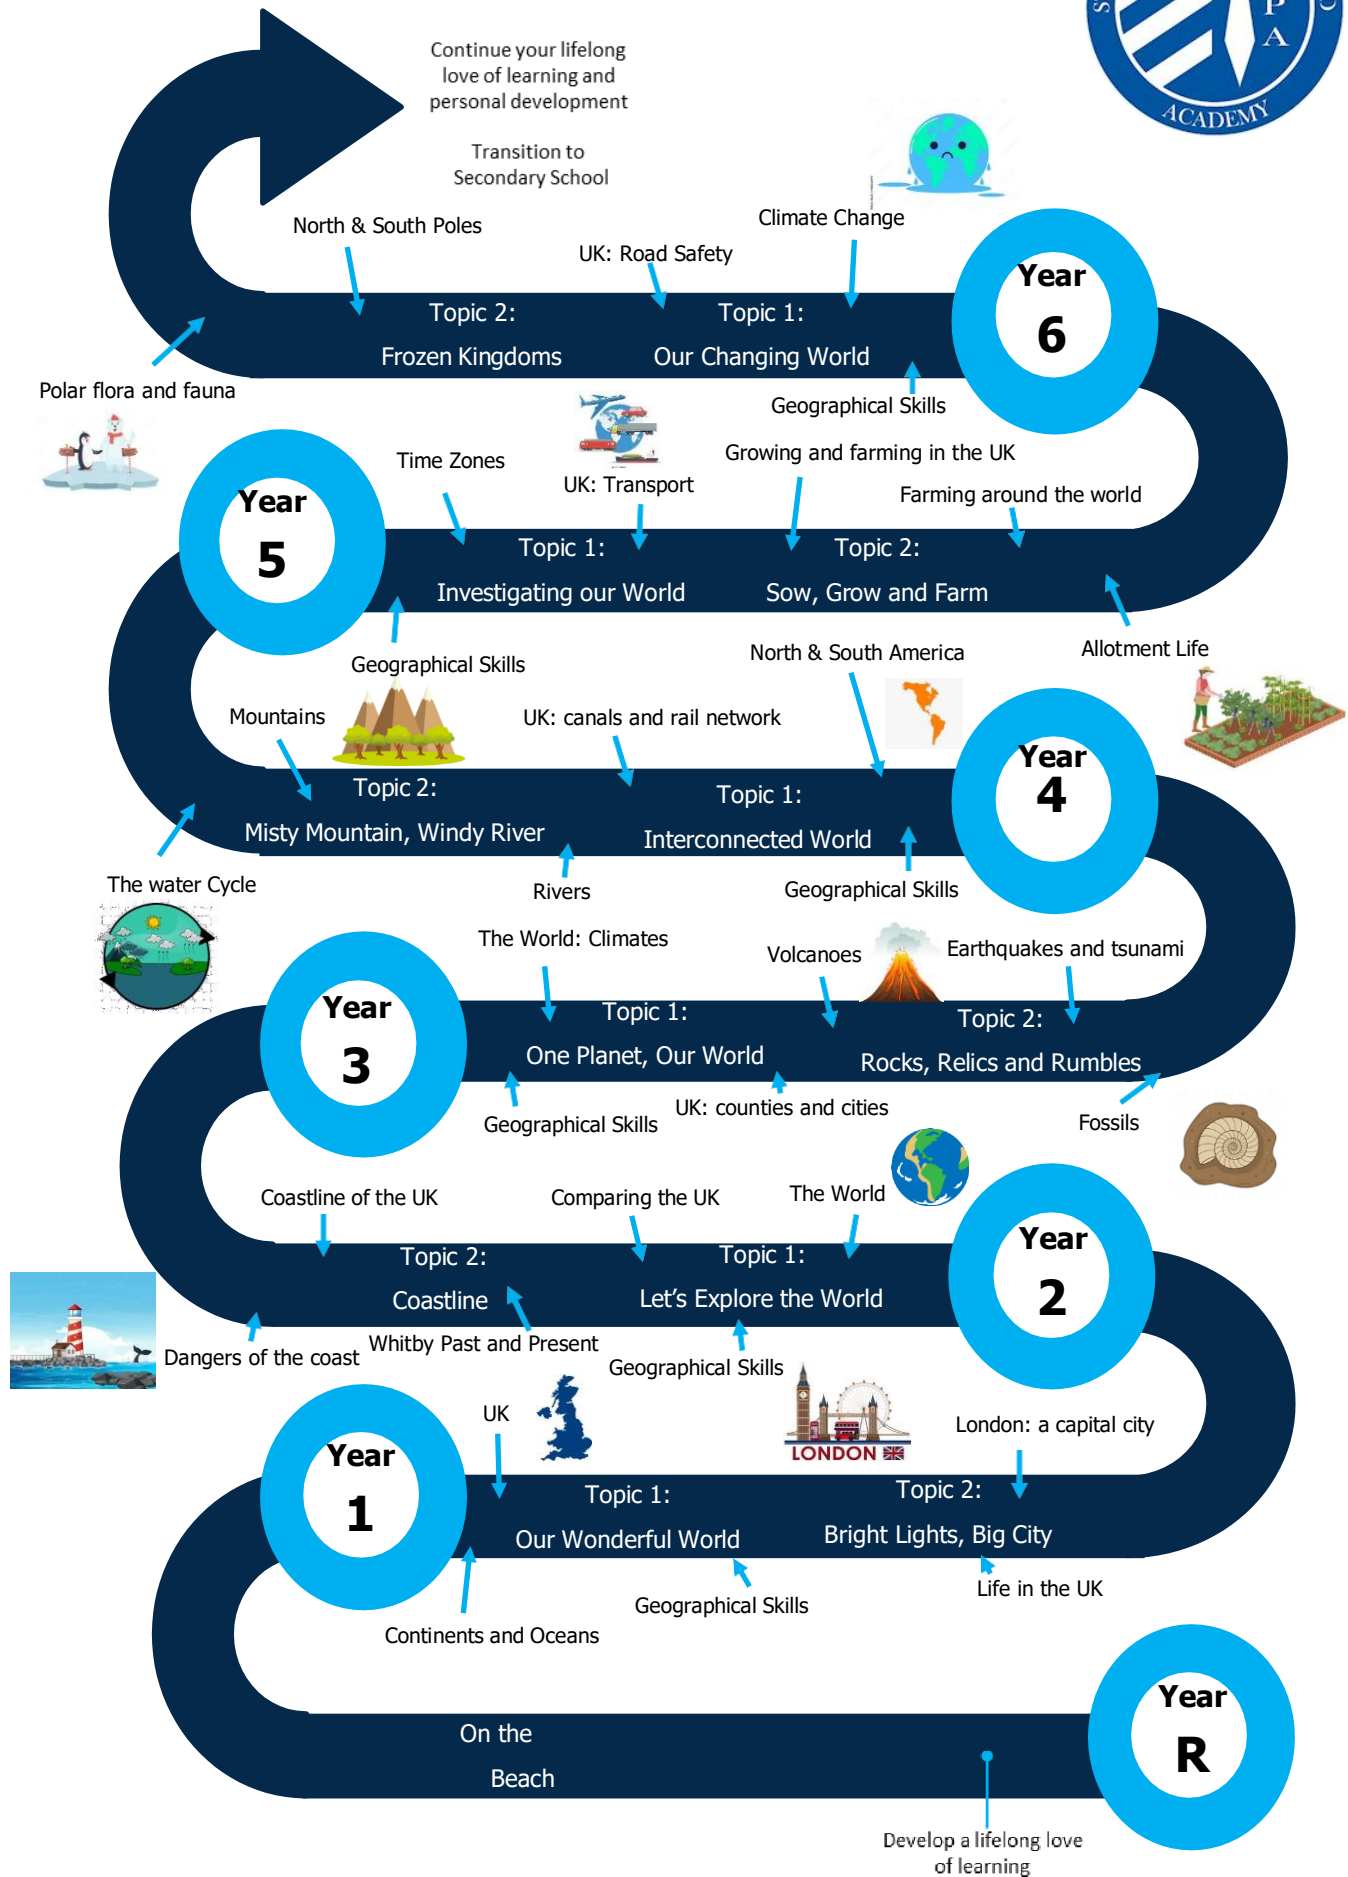 P
A
ACADEMY
Continue your lifelong
love of learning and
personal development
Transition to
Secondary School
North & South Poles
UK: Road Safety
Climate Change
Year
6
Topic 2:
Frozen Kingdoms
Topic 1:
Our Changing World
Polar flora and fauna
Geographical Skills
Year
5
Time Zones
UK: Transport
Growing and farming in the UK
Farming around the world
Topic 1:
Investigating our World
Topic 2:
Sow, Grow and Farm
Geographical Skills
Allotment Life
North & South America
Mountains
UK: canals and rail network
Year
4
Topic 2:
Misty Mountain, Windy River
Topic 1:
Interconnected World
The water Cycle
Rivers
Geographical Skills
The World: Climates
Volcanoes
Earthquakes and tsunami
Year
3
Topic 1:
One Planet, Our World
Topic 2:
Rocks, Relics and Rumbles
Geographical Skills
UK: counties and cities
Fossils
Coastline of the UK
Comparing the UK
The World
Year
2
Topic 2:
Coastline
Topic 1:
Let's Explore the World
Dangers of the coast
Whitby Past and Present
Geographical Skills
Year
1
UK
LONDON
London: a capital city
Topic 1:
Our Wonderful World
Topic 2:
Bright Lights, Big City
Continents and Oceans
Geographical Skills
Life in the UK
Year
R
On the
Beach
Develop a lifelong love
of learning